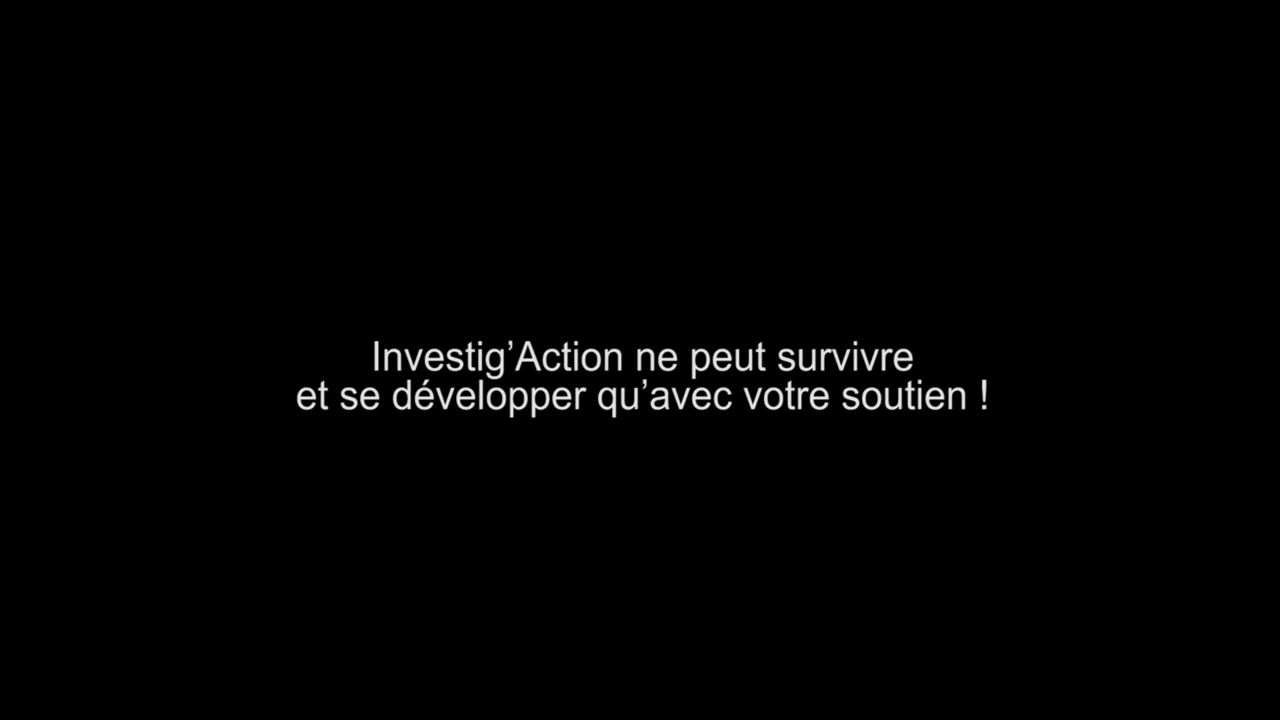 Investig’Action ne peut survivre
et se développer qu’avec votre soutien !